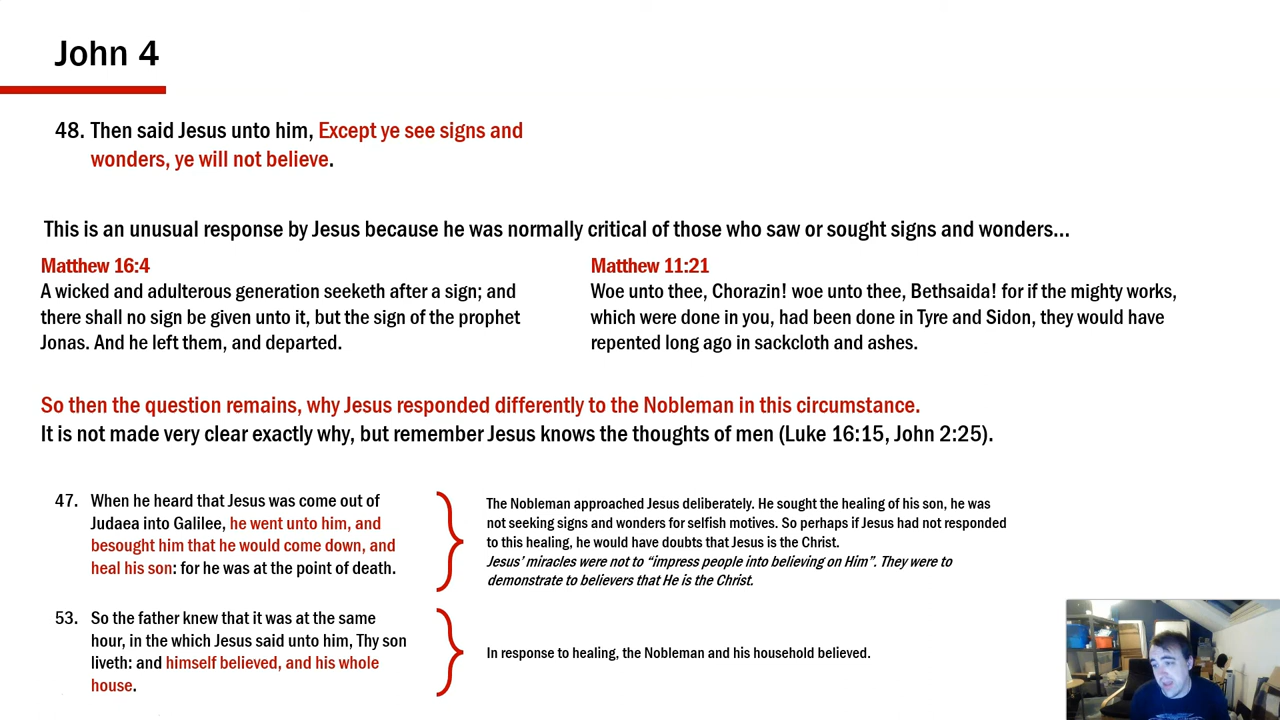 John 4
48. Then said Jesus unto him, Except ye see signs and
wonders, ye will not believe.
This is an unusual response by Jesus because he was normally critical of those who saw or sought signs and wonders...
Matthew 16:4
A wicked and adulterous generation seeketh after a sign; and
there shall no sign be given unto it, but the sign of the prophet
Jonas. And he left them, and departed.
Matthew 11:21
Woe unto thee, Chorazin! woe unto thee, Bethsaida! for if the mighty works,
which were done in you, had been done in Tyre and Sidon, they would have
repented long ago in sackcloth and ashes.
So then the question remains, why Jesus responded differently to the Nobleman in this circumstance.
It is not made very clear exactly why, but remember Jesus knows the thoughts of men (Luke 16:15, John 2:25).
47. When he heard that Jesus was come out of
Judaea into Galilee, he went unto him, and
besought him that he would come down, and
heal his son: for he was at the point of death.
The Nobleman approached Jesus deliberately. He sought the healing of his son, he was
not seeking signs and wonders for selfish motives. So perhaps if Jesus had not responded
to this healing, he would have doubts that Jesus is the Christ.
Jesus' miracles were not to “impress people into believing on Him”. They were to
demonstrate to believers that He is the Christ.
53. So the father knew that it was at the same
hour, in the which Jesus said unto him, Thy son
liveth: and himself believed, and his whole
house.
In response to healing, the Nobleman and his household believed.